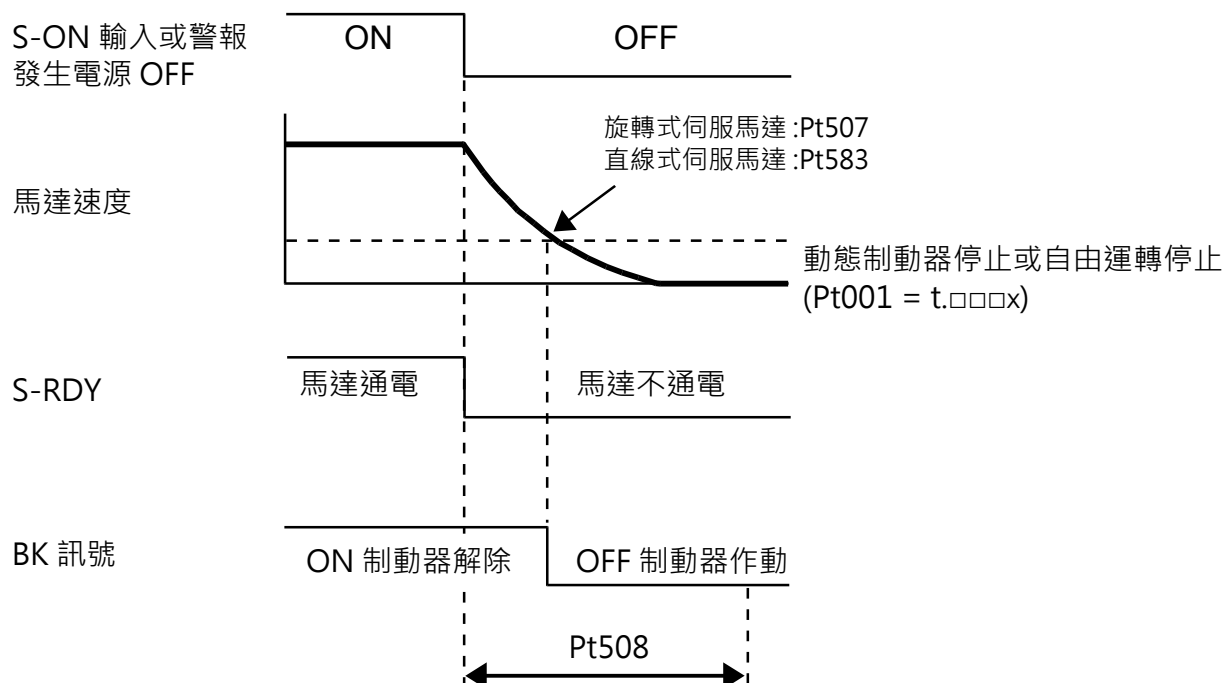 S-ON 輸入或警報
發生電源 OFF
ON
OFF
旋轉式伺服馬達 :Pt507
直線式伺服馬達 :Pt583
馬達速度
動態制動器停止或自由運轉停止
(Pt001 = t.□□□x)
S-RDY
馬達通電
馬達不通電
BK 訊號
ON 制動器解除
OFF 制動器作動
Pt508